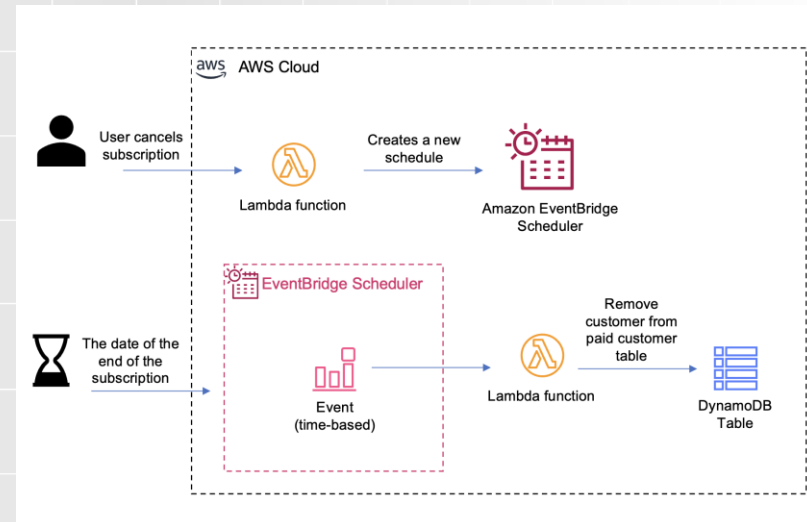 aws AWS Cloud
User cancels
subscription
Creates a new
schedule
Lambda function
Amazon EventBridge
Scheduler
EventBridge Scheduler
The date of the
end of the
subscription
Event
(time-based)
Lambda function
Remove
customer from
paid customer
table
DynamoDB
Table